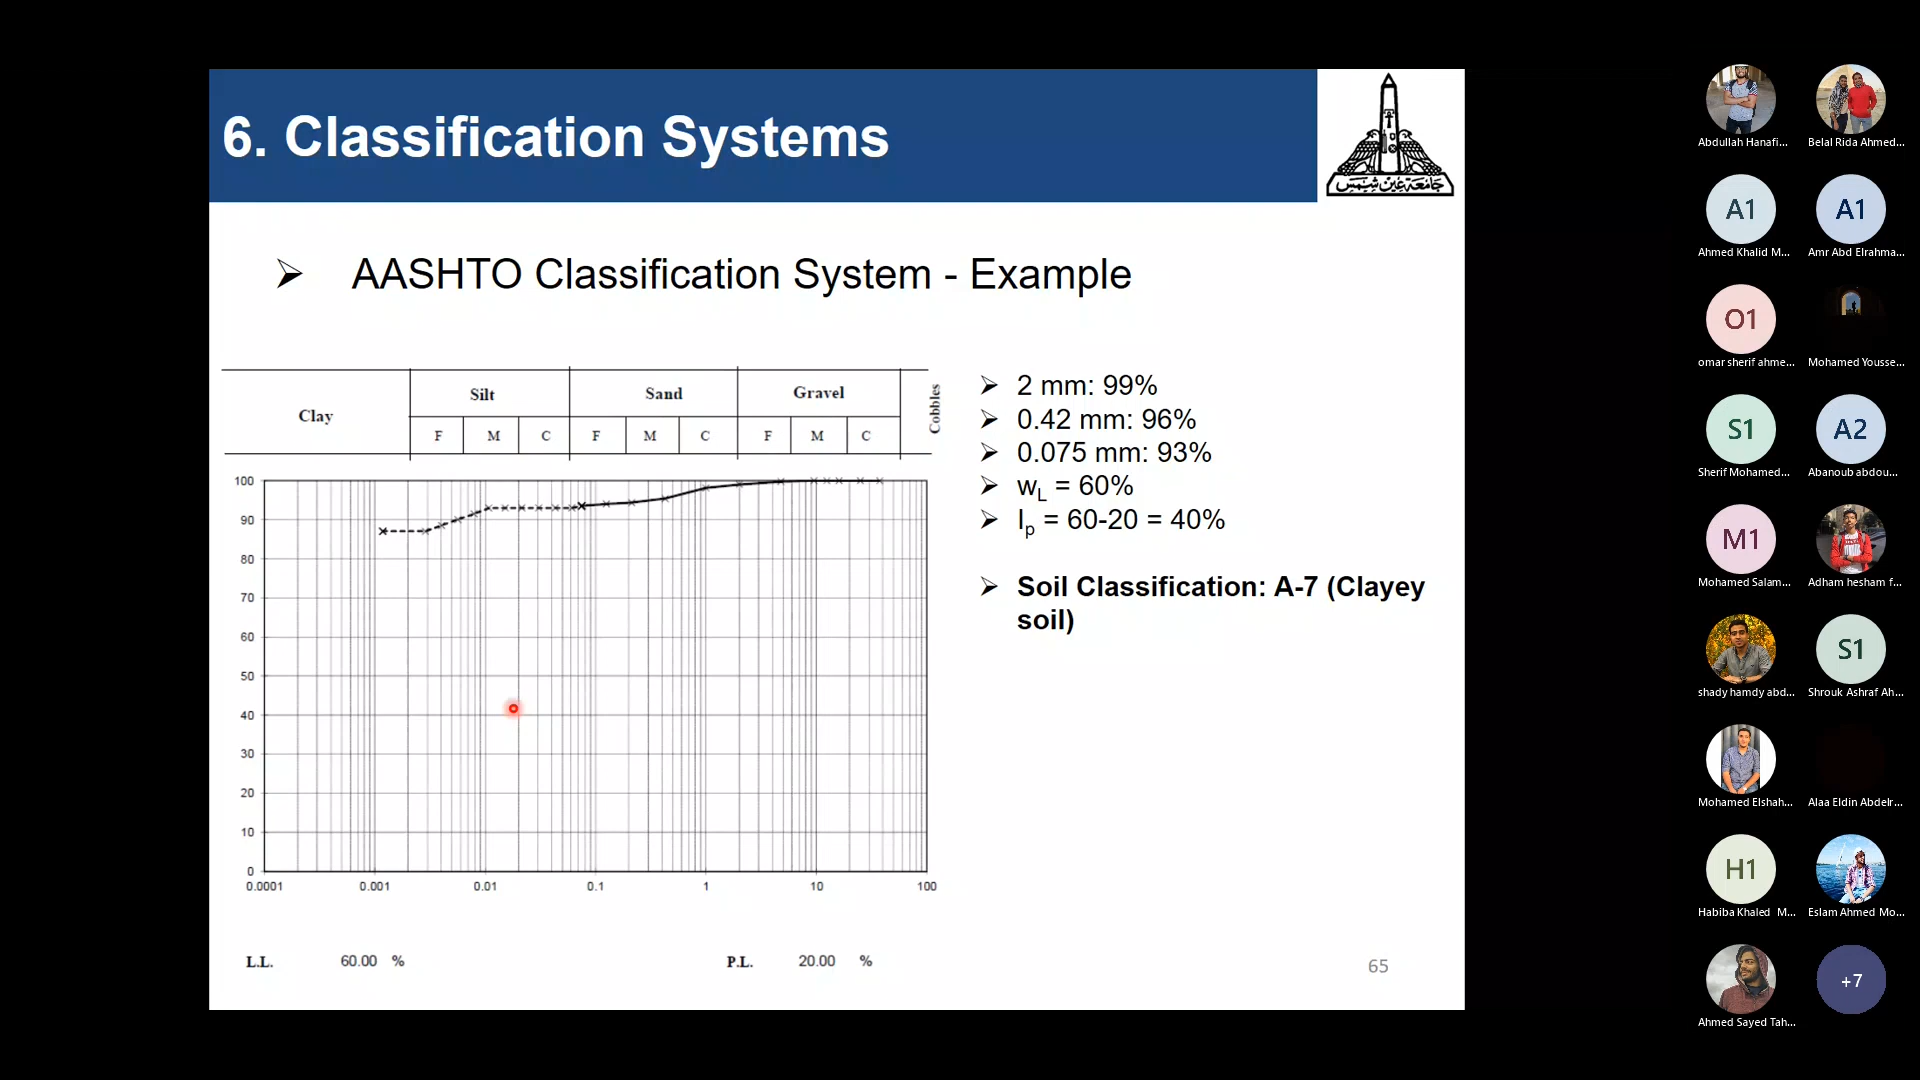 6. Classification Systems
جامعة عين شمس
➢ AASHTO Classification System - Example
Clay
Silt
Sand
Gravel
Cobbles
F M C F M C F M C
➢ 2 mm: 99%
➢ 0.42 mm: 96%
➢ 0.075 mm: 93%
➢ wL = 60%
➢ Ip = 60-20 = 40%
➢ Soil Classification: A-7 (Clayey
soil)
100
90
80
70
60
50
40
30
20
10
0
0.0001 0.001 0.01 0.1 1 10 100
L.L. 60.00 % P.L. 20.00 %
65
Abdullah Hanafi...
Belal Rida Ahmed...
A1
A1
Ahmed Khalid M...
Amr Abd Elrahma...
O1
omar sherif ahme...
Mohamed Yousse...
S1
A2
Sherif Mohamed...
Abanoub abdou...
M1
Mohamed Salam...
Adham hesham f...
S1
shady hamdy abd...
Shrouk Ashraf Ah...
Mohamed Elshah...
Alaa Eldin Abdelr...
H1
Habiba Khaled M...
Eslam Ahmed Mo...
+7
Ahmed Sayed Tah...